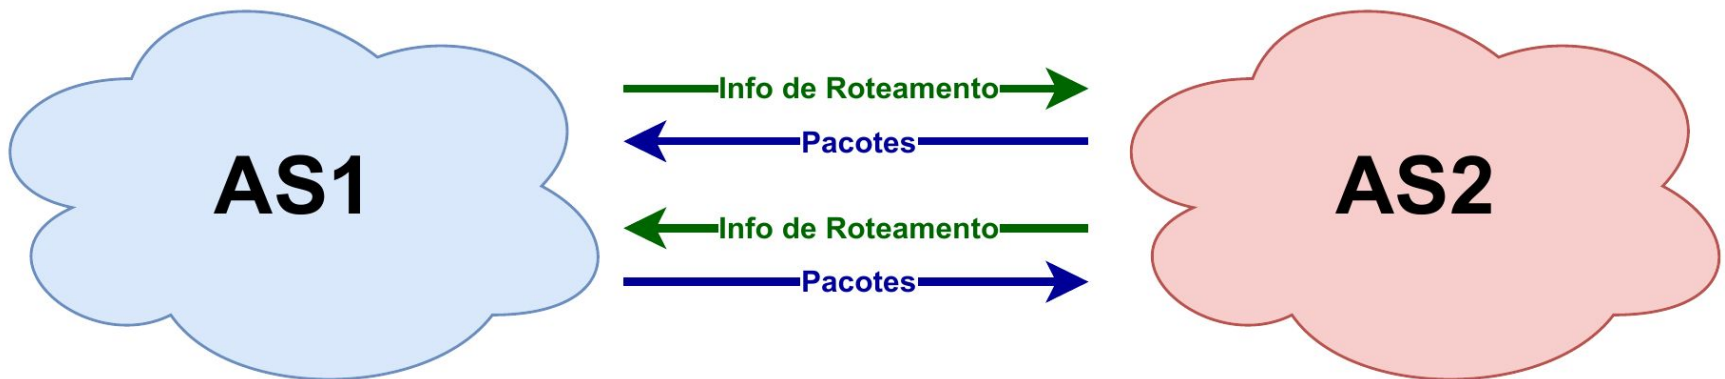 AS1
Info de Roteamento
Pacotes
Info de Roteamento
Pacotes
AS2